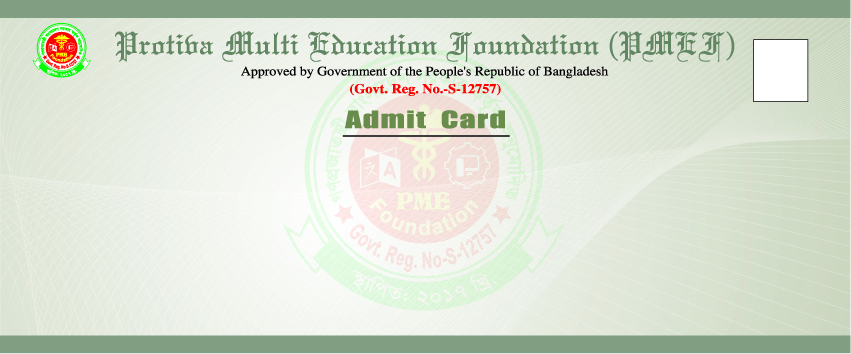 Protiva Multi Education Foundation (PMEF)
Approved by Government of the People's Republic of Bangladesh
(Govt. Reg. No.-S-12757)
Admit Card
A
PME
Foundation
Govt. Reg. No-S-12757
স্থাপিত: ২০১৭ খ্রি.